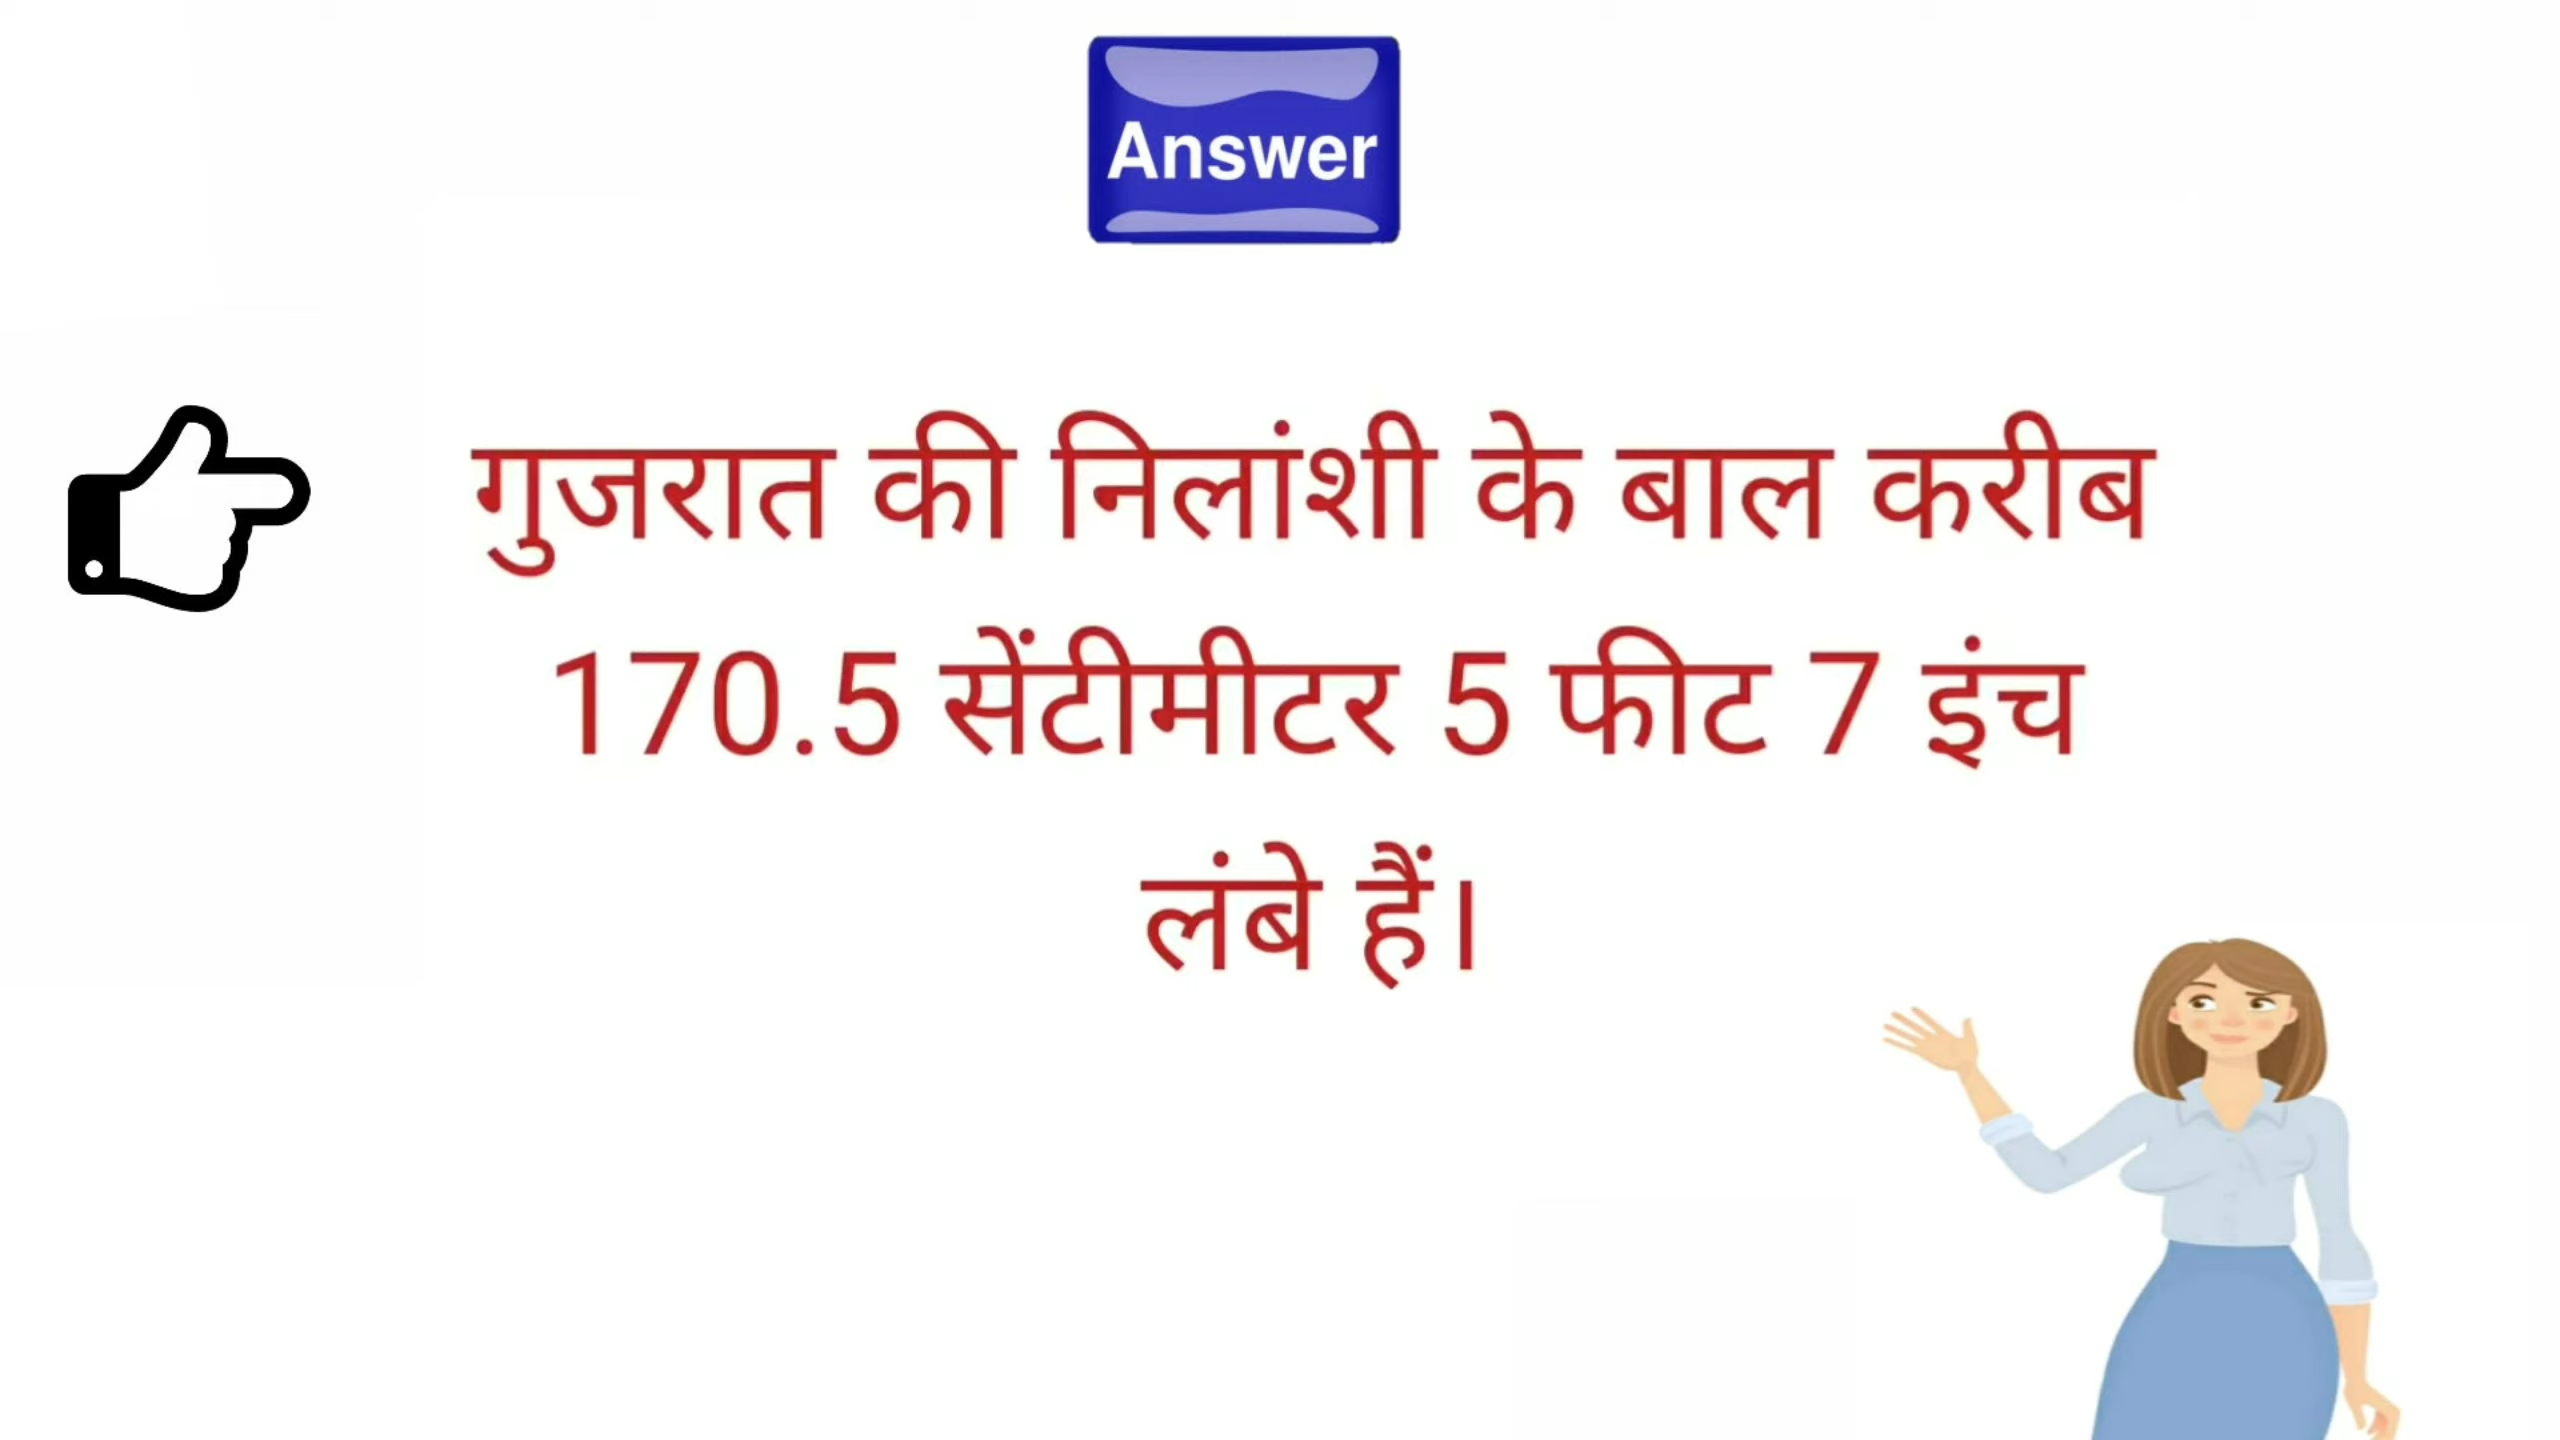 Answer
गुजरात की निलांशी के बाल करीब
170.5 सेंटीमीटर 5 फीट 7 इंच
लंबे हैं।